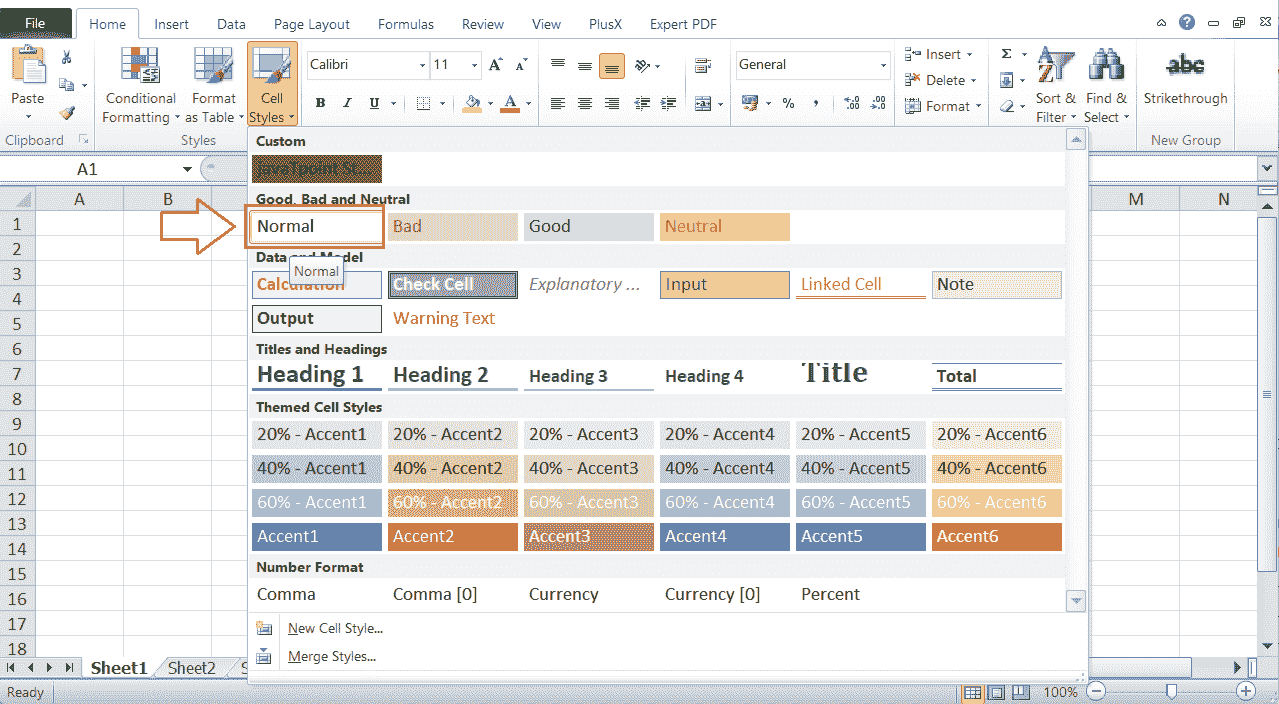 File Home Insert Data Page Layout Formulas Review View PlusX Expert PDF
Paste
Clipboard
Conditional Formatting
Format as Table
Cell Styles
Styles
Calibri 11
B I U
General
% ,
Insert
Delete
Format
Σ
Sort & Filter
Find & Select
abc
Strikethrough
New Group
A1
A B M N
1
2
3
4
5
6
7
8
9
10
11
12
13
14
15
16
17
18
Custom
Good, Bad and Neutral
Normal Bad Good Neutral
Data and Model
Normal
Calculation Check Cell Explanatory ... Input Linked Cell Note
Output Warning Text
Titles and Headings
Heading 1 Heading 2 Heading 3 Heading 4 Title Total
Themed Cell Styles
20% - Accent1 20% - Accent2 20% - Accent3 20% - Accent4 20% - Accent5 20% - Accent6
40% - Accent1 40% - Accent2 40% - Accent3 40% - Accent4 40% - Accent5 40% - Accent6
60% - Accent1 60% - Accent2 60% - Accent3 60% - Accent4 60% - Accent5 60% - Accent6
Accent1 Accent2 Accent3 Accent4 Accent5 Accent6
Number Format
Comma Comma [0] Currency Currency [0] Percent
New Cell Style...
Merge Styles...
Sheet1 Sheet2
Ready 100%